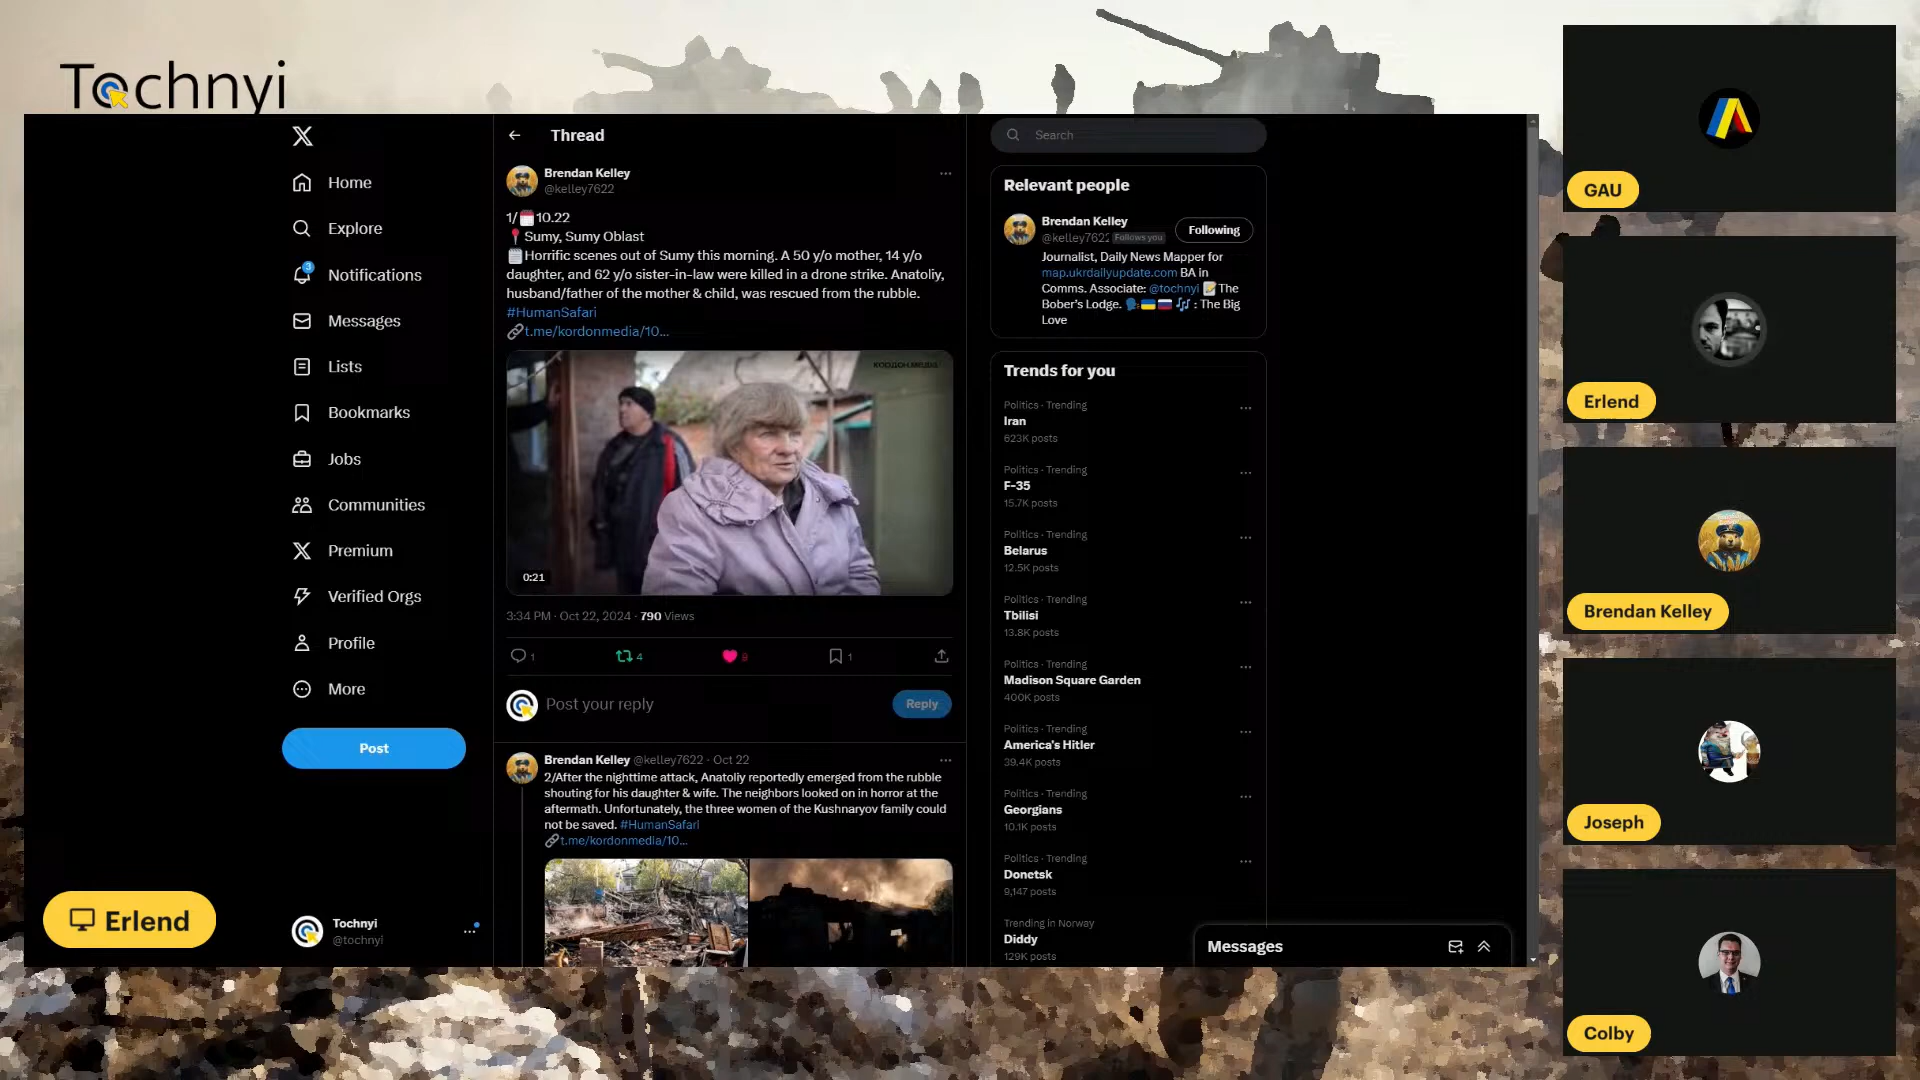 Tochnyi
Home
Explore
3
Notifications
Messages
Lists
Bookmarks
Jobs
Communities
Premium
Verified Orgs
Profile
More
Post
Tochnyi
@tochnyi
Erlend
Thread
Brendan Kelley
@kelley7622
1/🗓️10.22
📍Sumy, Sumy Oblast
🗒️Horrific scenes out of Sumy this morning. A 50 y/o mother, 14 y/o
daughter, and 62 y/o sister-in-law were killed in a drone strike. Anatoliy,
husband/father of the mother & child, was rescued from the rubble.
#HumanSafari
🔗t.me/kordonmedia/10...
КОРДОН.МЕДІА
0:21
3:34 PM · Oct 22, 2024 · 790 Views
1
4
8
1
Post your reply
Reply
Brendan Kelley @kelley7622 · Oct 22
2/After the nighttime attack, Anatoliy reportedly emerged from the rubble
shouting for his daughter & wife. The neighbors looked on in horror at the
aftermath. Unfortunately, the three women of the Kushnaryov family could
not be saved. #HumanSafari
🔗t.me/kordonmedia/10...
Search
Relevant people
Brendan Kelley
@kelley7622 Follows you
Following
Journalist, Daily News Mapper for
map.ukrdailyupdate.com BA in
Comms. Associate: @tochnyi 📝The
Bober's Lodge. 🗣️🇺🇦🇷🇺 🎶 : The Big
Love
Trends for you
Politics · Trending
Iran
623K posts
Politics · Trending
F-35
15.7K posts
Politics · Trending
Belarus
12.5K posts
Politics · Trending
Tbilisi
13.8K posts
Politics · Trending
Madison Square Garden
400K posts
Politics · Trending
America's Hitler
39.4K posts
Politics · Trending
Georgians
10.1K posts
Politics · Trending
Donetsk
9,147 posts
Trending in Norway
Diddy
129K posts
Messages
GAU
Erlend
Brendan Kelley
Joseph
Colby